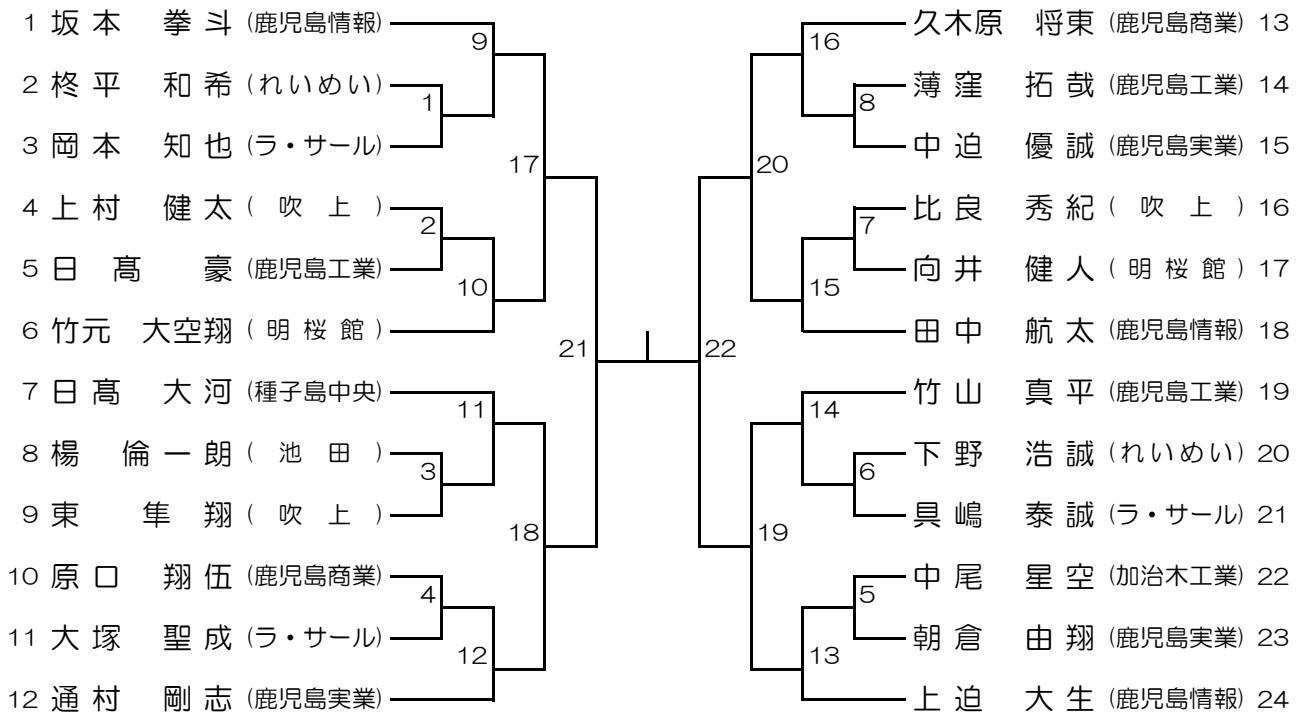 1 坂本 拳斗 (鹿児島情報)
2 柊平 和希 (れいめい)
3 岡本 知也 (ラ・サール)
4 上村 健太 (吹上)
5 日髙 豪 (鹿児島工業)
6 竹元 大空翔 (明桜館)
7 日髙 大河 (種子島中央)
8 楊 倫一朗 (池田)
9 東 隼翔 (吹上)
10 原口 翔伍 (鹿児島商業)
11 大塚 聖成 (ラ・サール)
12 通村 剛志 (鹿児島実業)
9
1
17
2
10
21
11
3
18
4
12
16
8
20
7
15
22
14
6
19
5
13
久木原 将東 (鹿児島商業) 13
薄窪 拓哉 (鹿児島工業) 14
中迫 優誠 (鹿児島実業) 15
比良 秀紀 (吹上) 16
向井 健人 (明桜館) 17
田中 航太 (鹿児島情報) 18
竹山 真平 (鹿児島工業) 19
下野 浩誠 (れいめい) 20
具嶋 泰誠 (ラ・サール) 21
中尾 星空 (加治木工業) 22
朝倉 由翔 (鹿児島実業) 23
上迫 大生 (鹿児島情報) 24